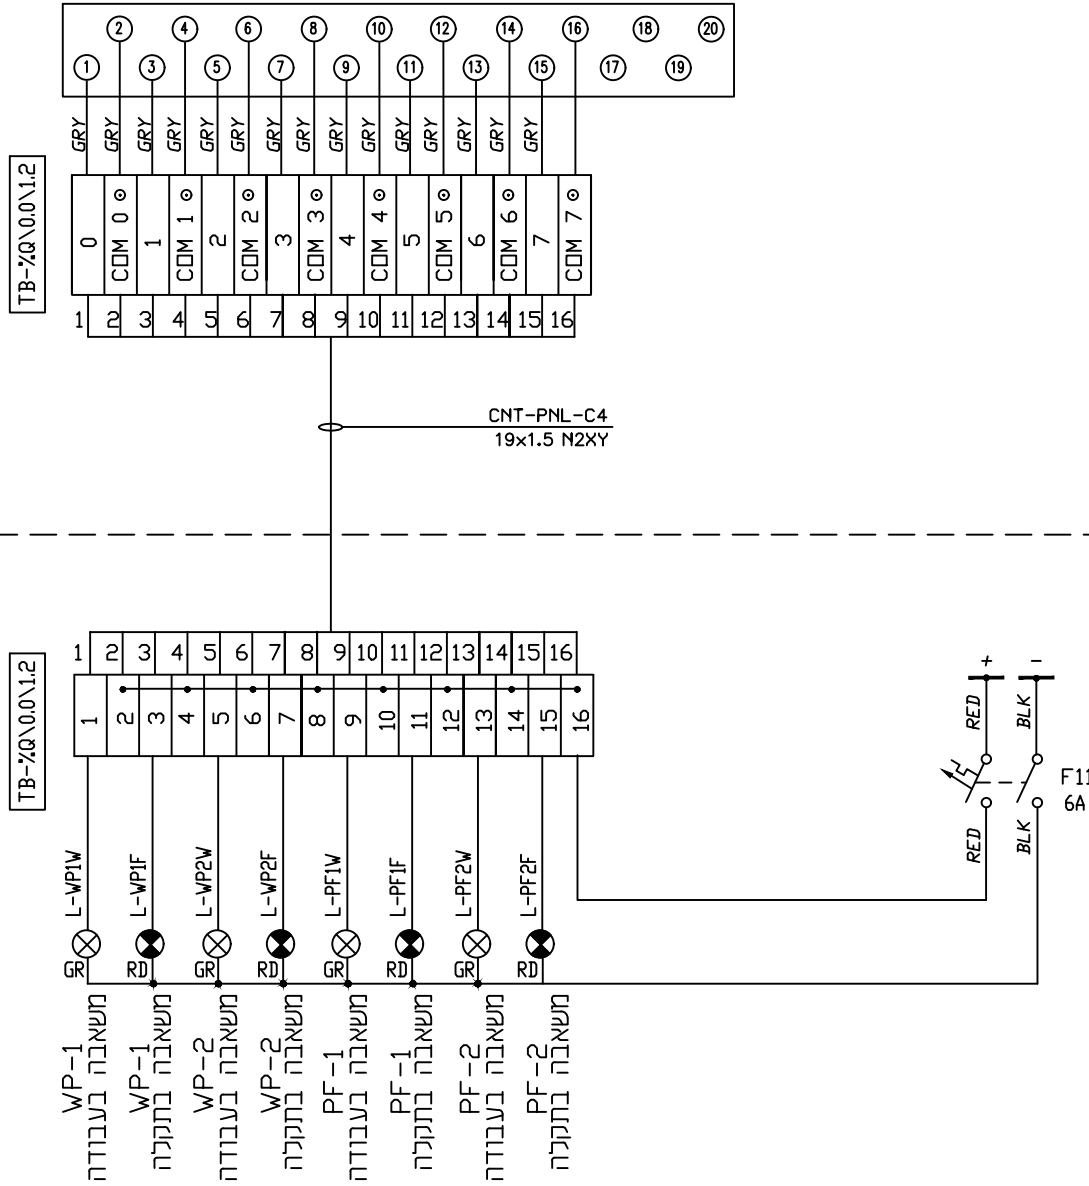 2 4 6 8 10 12 14 16 18 20
1 3 5 7 9 11 13 15 17 19
GRY GRY GRY GRY GRY GRY GRY GRY GRY GRY GRY GRY GRY GRY GRY
TB-%Q\0.0\1.2
0 COM 0 1 COM 1 2 COM 2 3 COM 3 4 COM 4 5 COM 5 6 COM 6 7 COM 7
1 2 3 4 5 6 7 8 9 10 11 12 13 14 15 16
CNT-PNL-C4
19x1.5 N2XY
1 2 3 4 5 6 7 8 9 10 11 12 13 14 15 16
TB-%Q\0.0\1.2
1 2 3 4 5 6 7 8 9 10 11 12 13 14 15 16
+ -
RED BLK
F11
6A
RED BLK
L-WP1W L-WP1F L-WP2W L-WP2F L-PF1W L-PF1F L-PF2W L-PF2F
GR RD GR RD GR RD GR RD
WP-1
משאבה בעבודה
WP-1
משאבה בתקלה
WP-2
משאבה בעבודה
WP-2
משאבה בתקלה
PF-1
משאבה בעבודה
PF-1
משאבה בתקלה
PF-2
משאבה בעבודה
PF-2
משאבה בתקלה